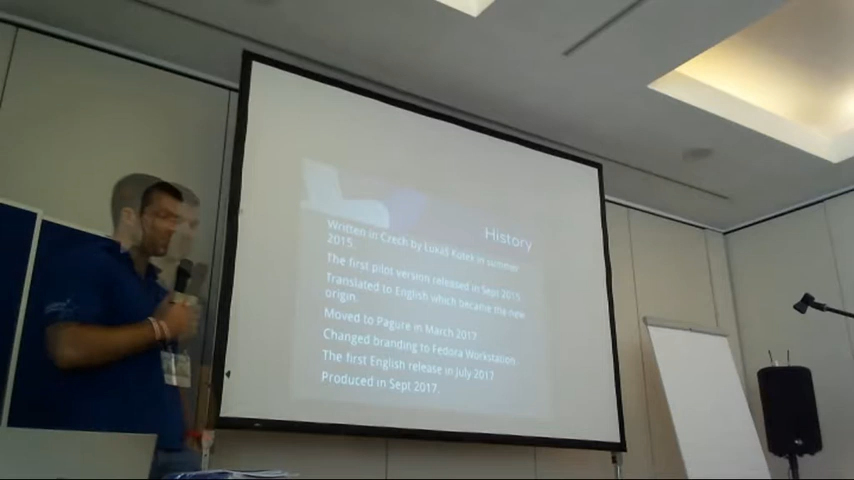 History
Written in Czech by Lukáš Kotek in summer
2015.
The first pilot version released in Sept 2015
Translated to English which became the new
origin.
Moved to Pagure in March 2017
Changed branding to Fedora Workstation
The first English release in July 2017
Produced in Sept 2017.